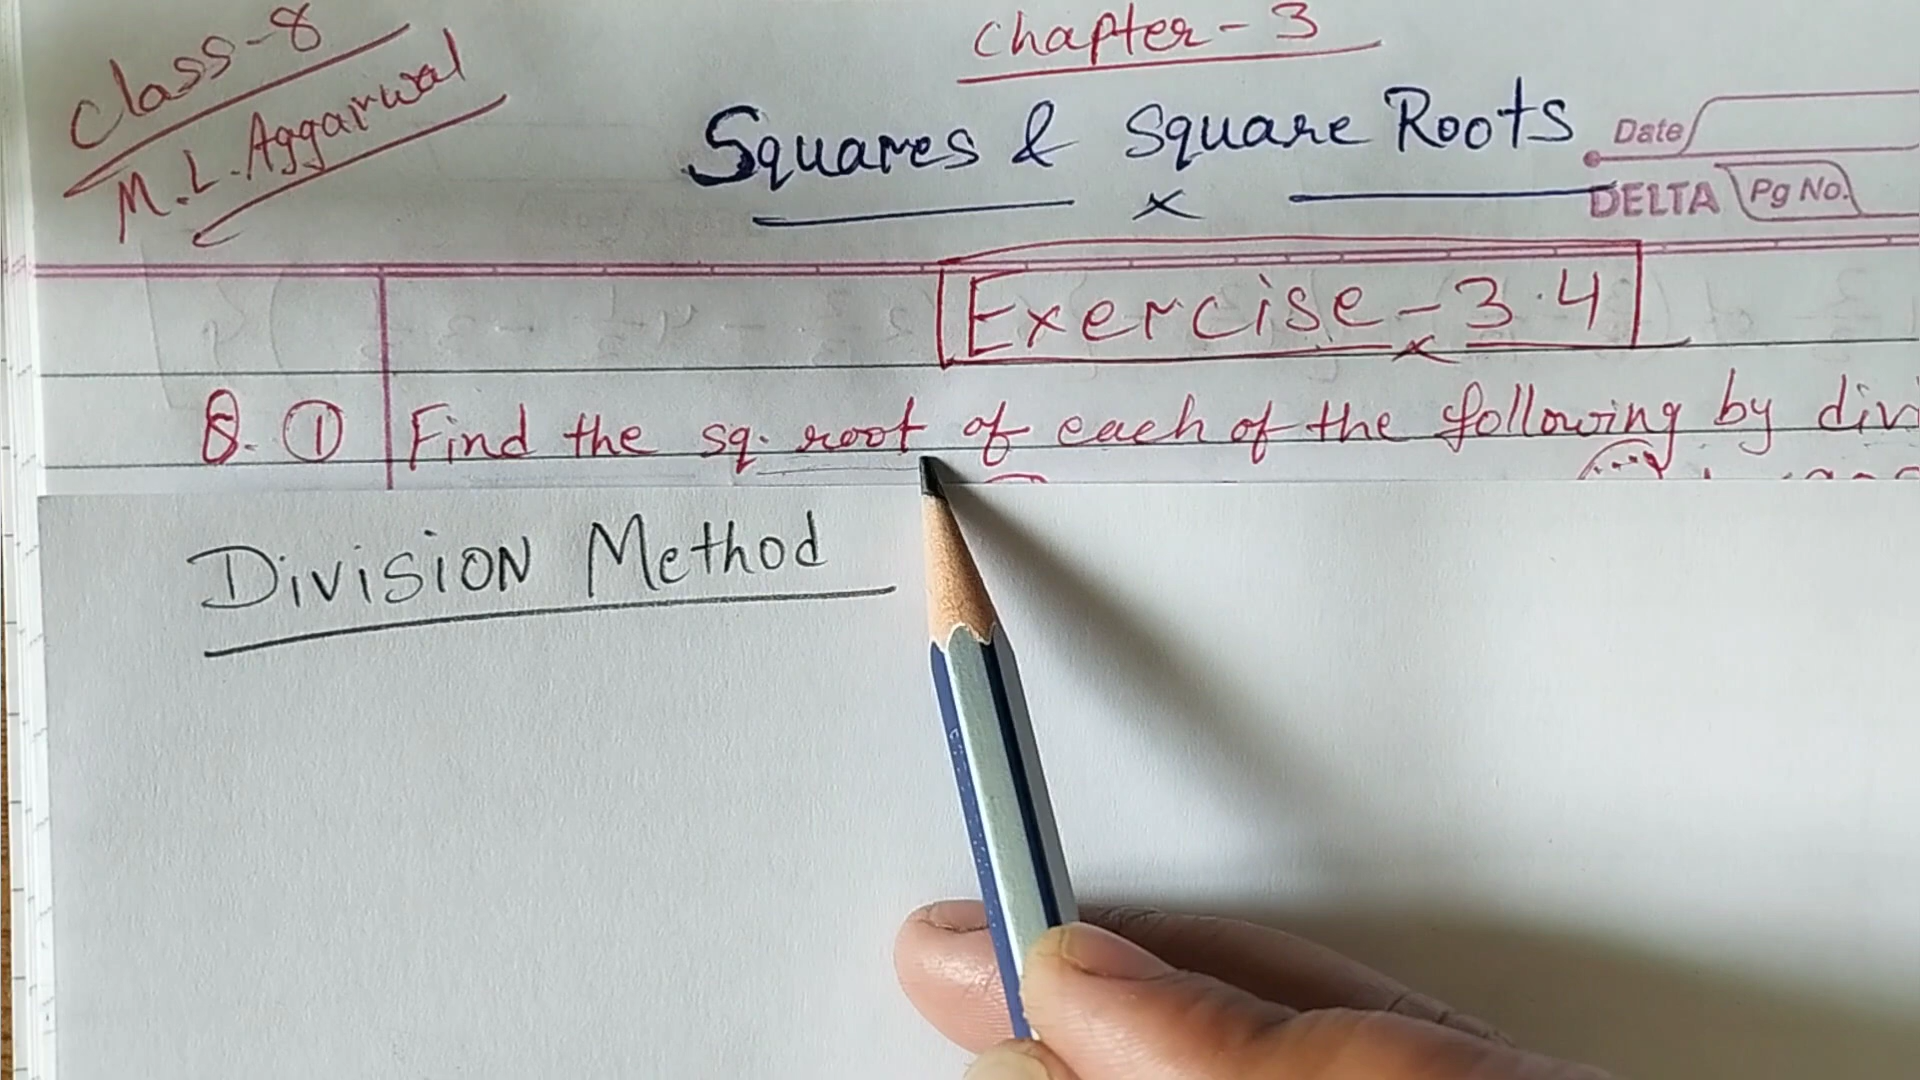 Class-8
M.L. Aggarwal
Chapter-3
Squares & Square Roots
Date
DELTA Pg No.
Exercise-3.4
Q. ① Find the sq. root of each of the following by divi
Division Method